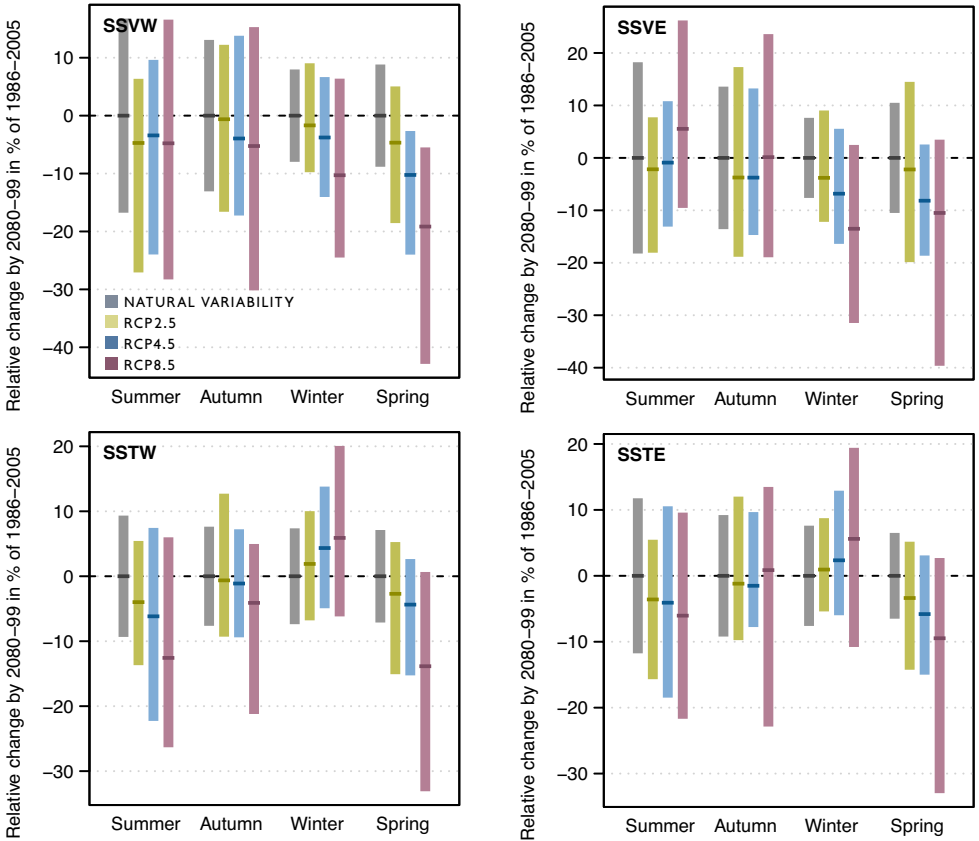 SSVW
Relative change by 2080–99 in % of 1986–2005
10
0
−10
−20
−30
−40
NATURAL VARIABILITY
RCP2.5
RCP4.5
RCP8.5
Summer Autumn Winter Spring
SSVE
Relative change by 2080–99 in % of 1986–2005
20
10
0
−10
−20
−30
−40
Summer Autumn Winter Spring
SSTW
Relative change by 2080–99 in % of 1986–2005
20
10
0
−10
−20
−30
Summer Autumn Winter Spring
SSTE
Relative change by 2080–99 in % of 1986–2005
20
10
0
−10
−20
−30
Summer Autumn Winter Spring